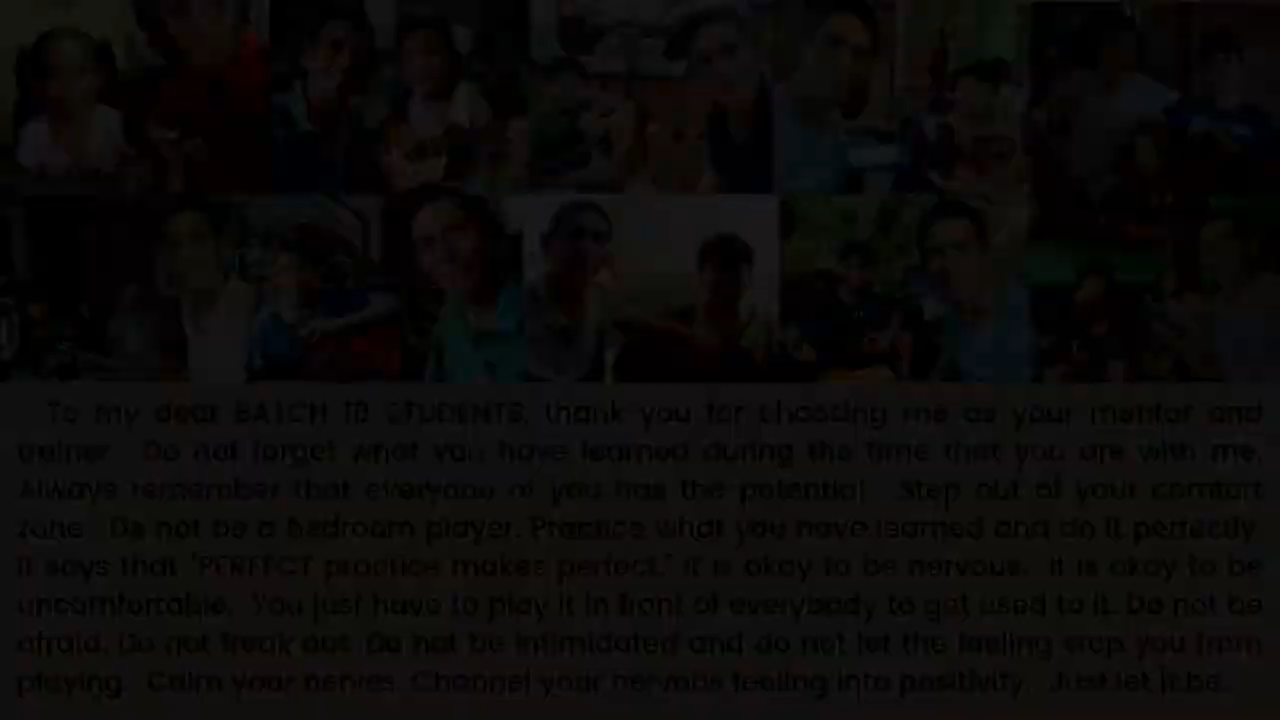 To my dear BATCH 18 STUDENTS, thank you for choosing me as your mentor and
trainer. Do not forget what you have learned during the time that you are with me.
Always remember that everyone of you has the potential. Step out of your comfort
zone. Do not be a bedroom player. Practice what you have learned and do it perfectly.
It says that "PERFECT practice makes perfect." It is okay to be nervous. It is okay to be
uncomfortable. You just have to play it in front of everybody to get used to it. Do not be
afraid. Do not freak out. Do not be intimidated and do not let the feeling stop you from
playing. Calm your nerves. Channel your nervous feeling into positivity. Just let it be.